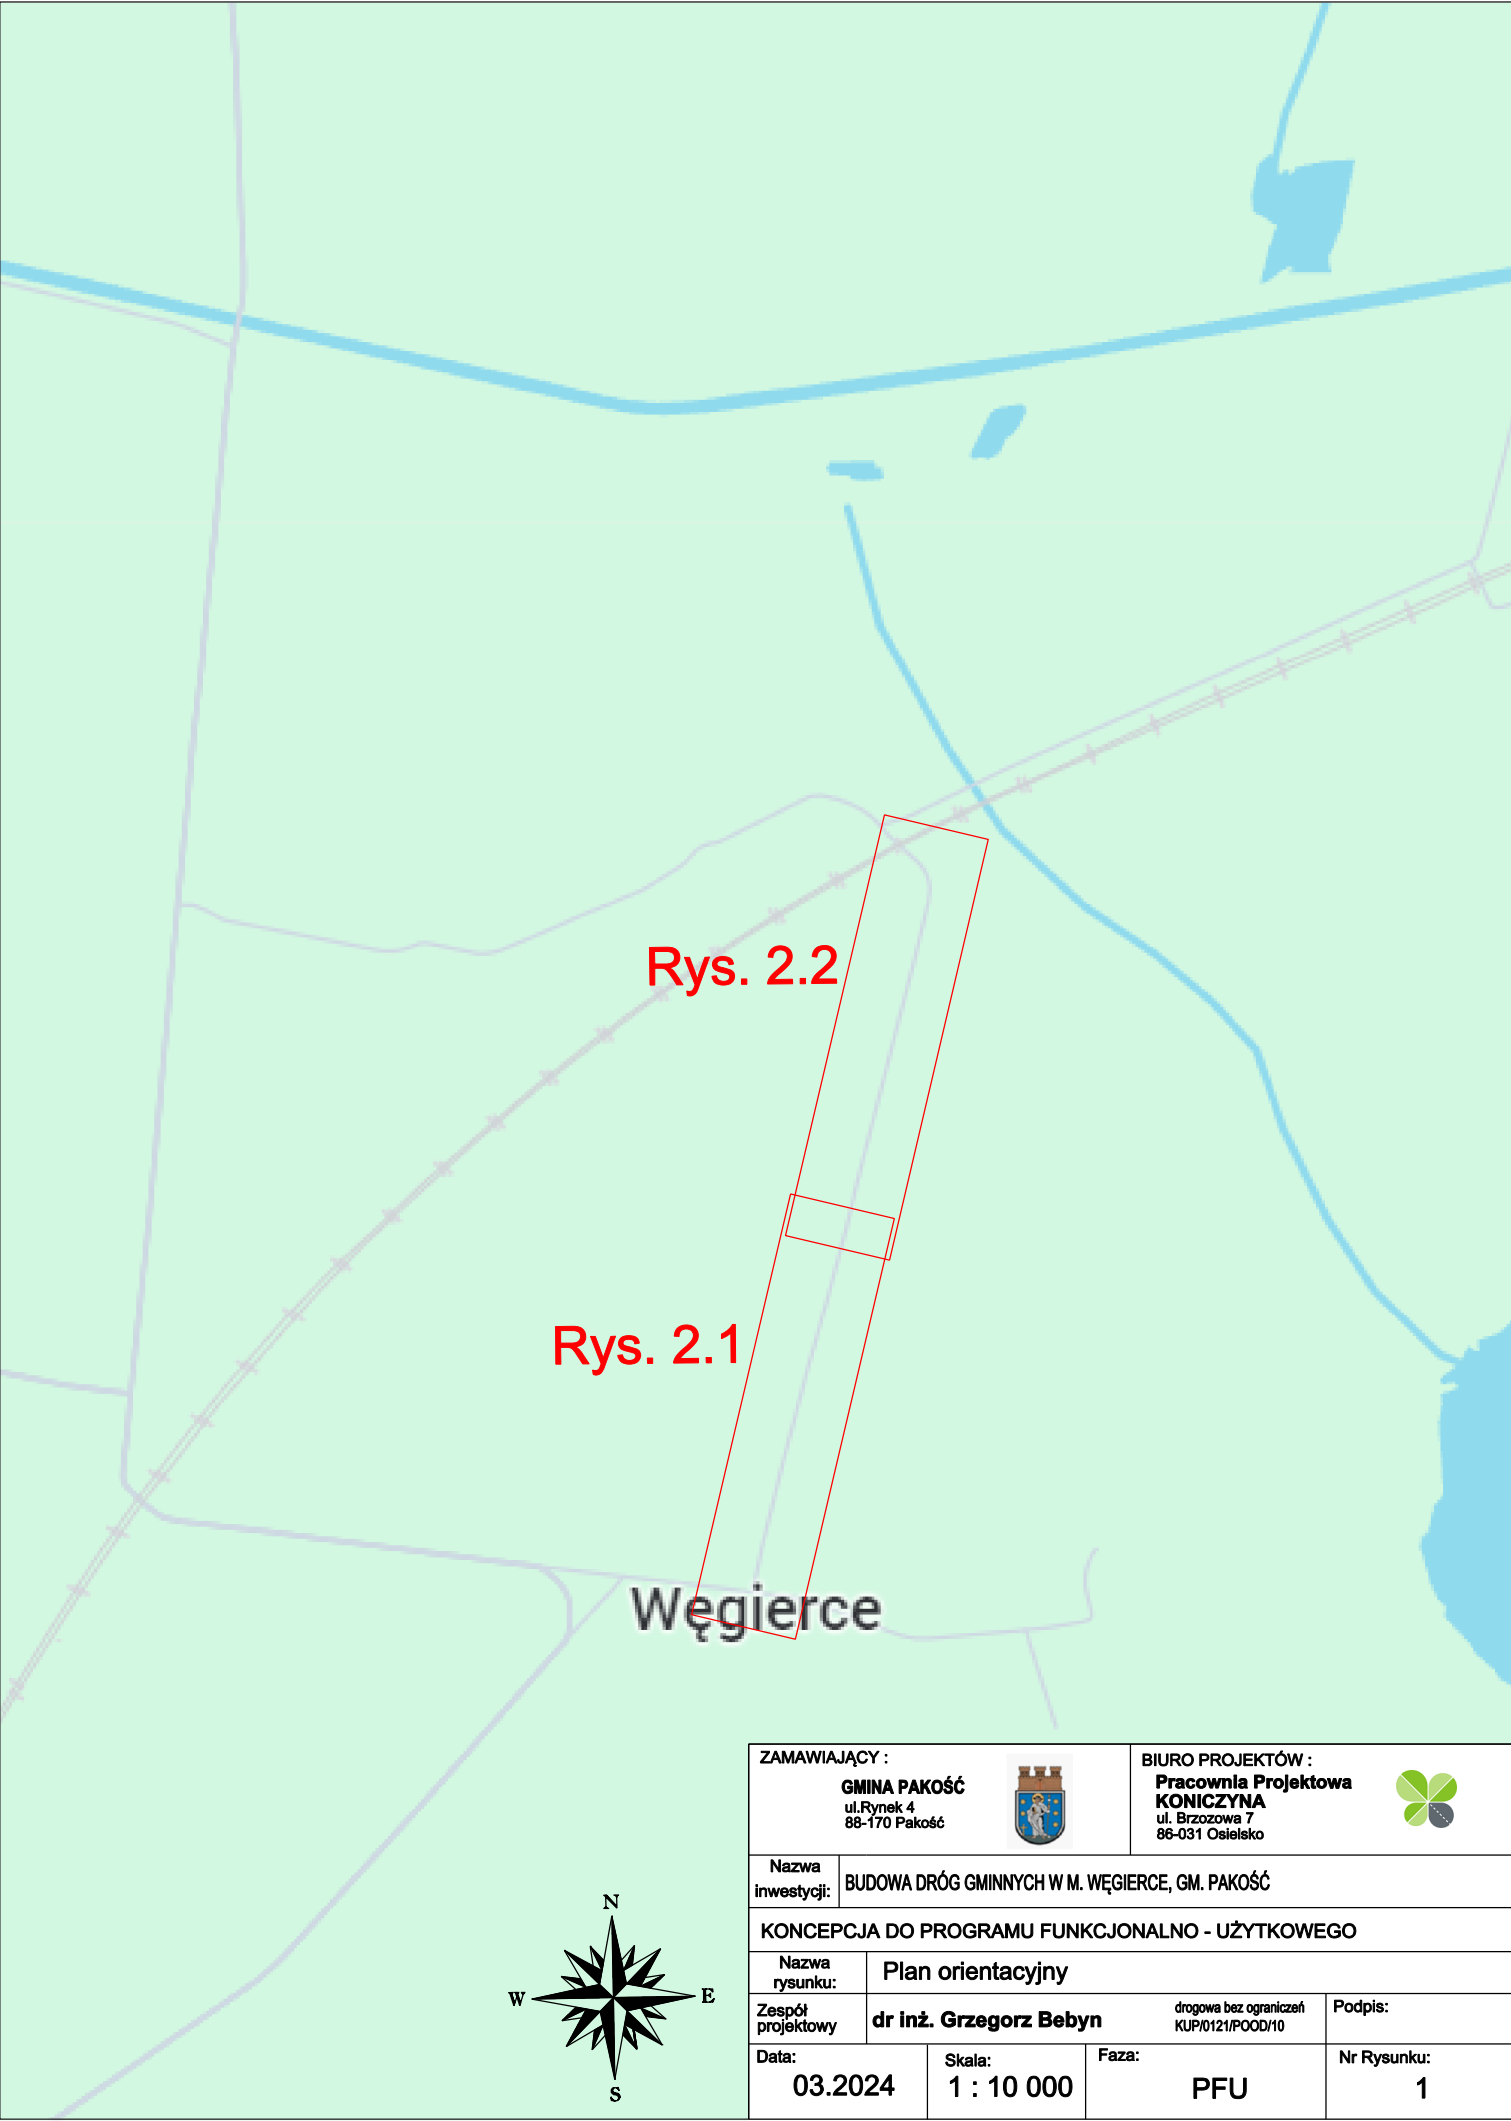 Rys. 2.2
Rys. 2.1
Węgierce
N
W
E
S
ZAMAWIAJĄCY :
GMINA PAKOŚĆ
ul.Rynek 4
88-170 Pakość
BIURO PROJEKTÓW :
Pracownia Projektowa
KONICZYNA
ul. Brzozowa 7
86-031 Osielsko
Nazwa
inwestycji:
BUDOWA DRÓG GMINNYCH W M. WĘGIERCE, GM. PAKOŚĆ
KONCEPCJA DO PROGRAMU FUNKCJONALNO - UŻYTKOWEGO
Nazwa
rysunku:
Plan orientacyjny
Zespół
projektowy
dr inż. Grzegorz Bebyn
drogowa bez ograniczeń
KUP/0121/POOD/10
Podpis:
Data:
03.2024
Skala:
1 : 10 000
Faza:
PFU
Nr Rysunku:
1